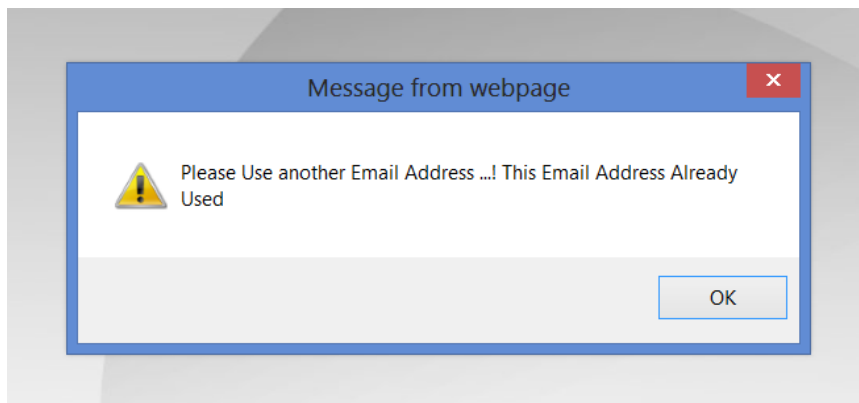 Message from webpage
Please Use another Email Address ...! This Email Address Already
Used
OK